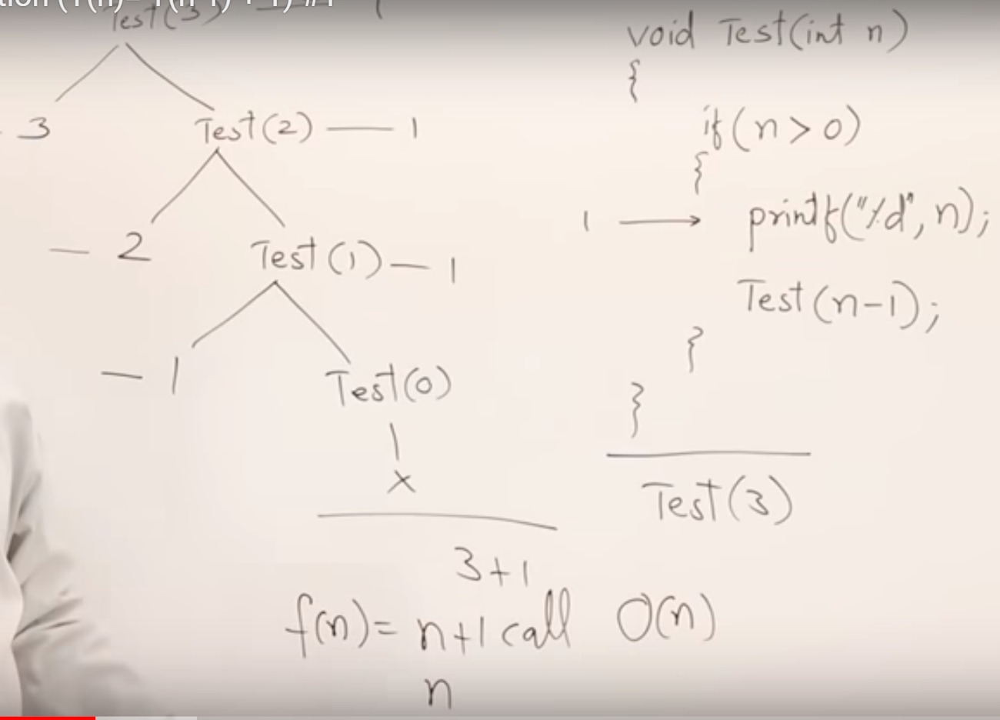 Test(3) — 1
3 Test(2) — 1
— 2 Test(1) — 1
— 1 Test(0)
×
3+1
f(n) = n+1 call O(n)
n
void Test(int n)
{
if(n>0)
{
1 → printf("%d", n);
Test(n-1);
}
}
Test(3)